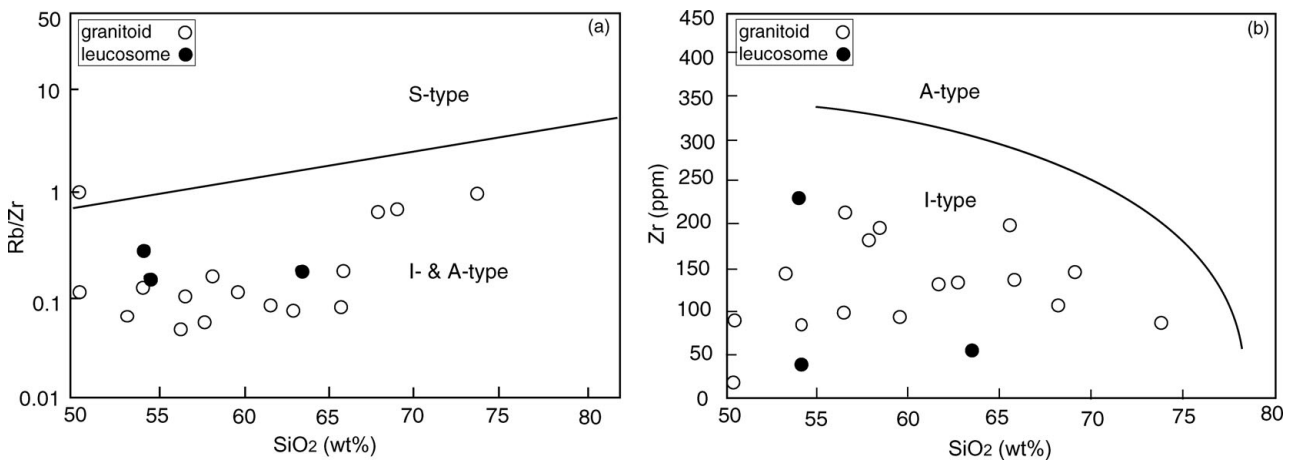 50
10
1
0.1
0.01
Rb/Zr
granitoid
leucosome
(a)
S-type
I- & A-type
50 55 60 65 70 75 80
SiO2 (wt%)
450
400
350
300
250
200
150
100
50
0
Zr (ppm)
granitoid
leucosome
(b)
A-type
I-type
50 55 60 65 70 75 80
SiO2 (wt%)